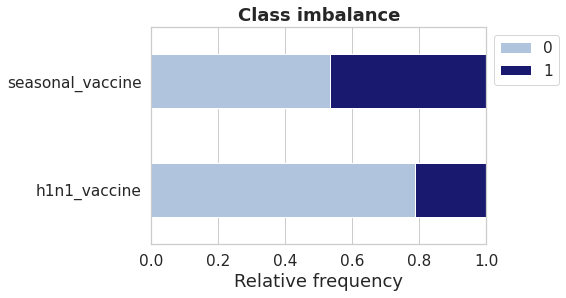 Class imbalance
seasonal_vaccine
h1n1_vaccine
0
1
0.0 0.2 0.4 0.6 0.8 1.0
Relative frequency